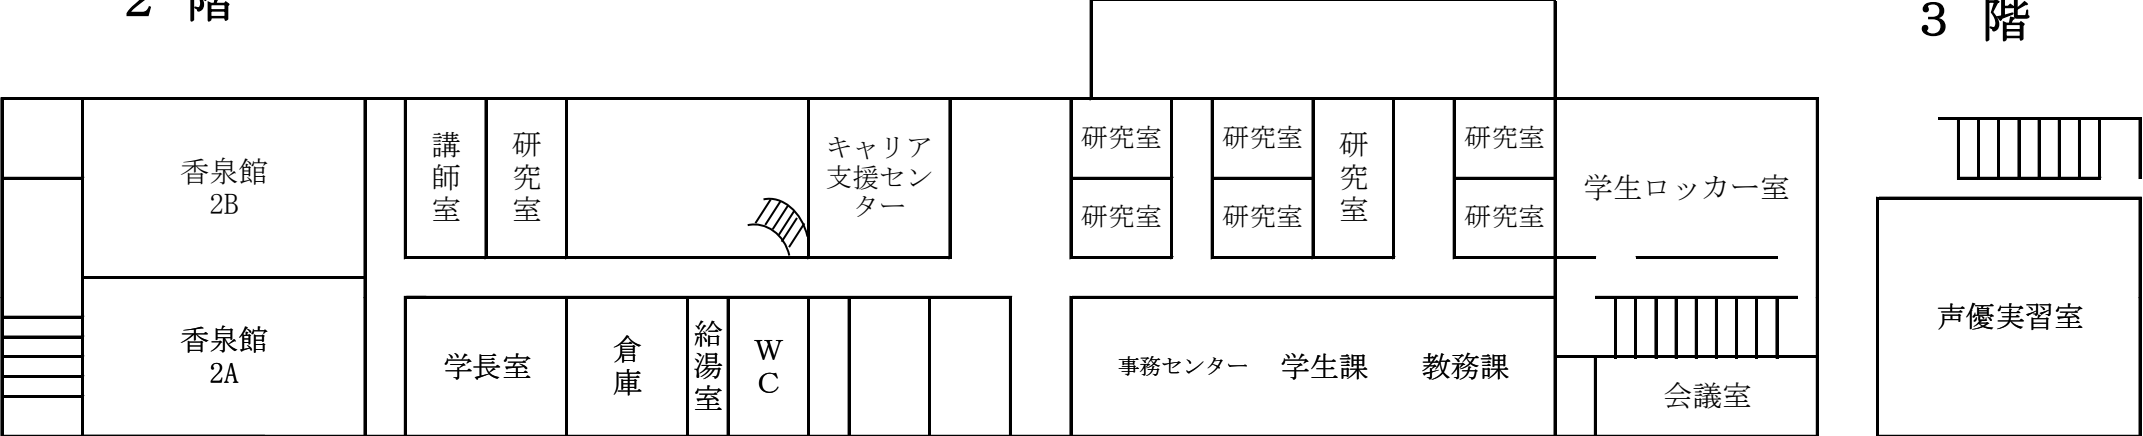 2 階
3 階
香泉館
2B
講師室
研究室
キャリア
支援セン
ター
研究室
研究室
研究室
研究室
研究室
研究室
研究室
学生ロッカー室
香泉館
2A
学長室
倉庫
給湯室
WC
事務センター 学生課 教務課
会議室
声優実習室